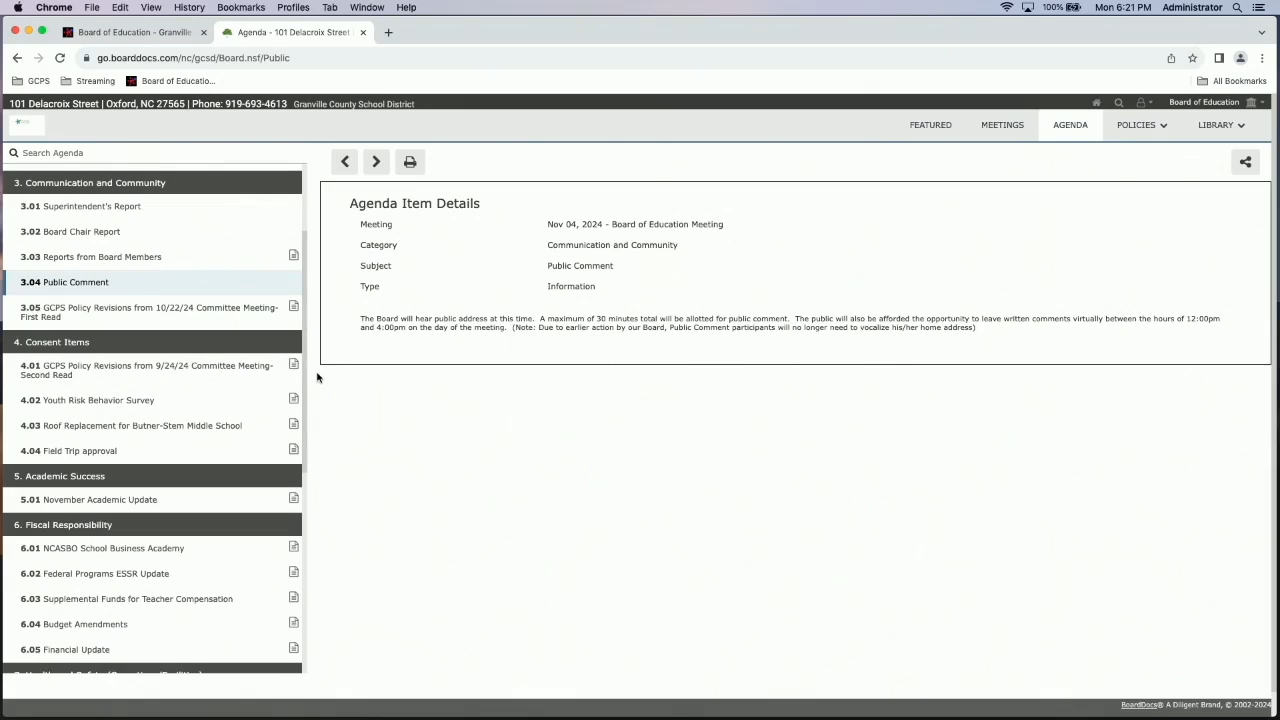 Chrome File Edit View History Bookmarks Profiles Tab Window Help 100% Mon 6:21 PM Administrator
Board of Education - Granville
Agenda - 101 Delacroix Street
go.boarddocs.com/nc/gcsd/Board.nsf/Public
GCPS Streaming Board of Educatio... All Bookmarks
101 Delacroix Street | Oxford, NC 27565 | Phone: 919-693-4613 Granville County School District Board of Education
FEATURED MEETINGS AGENDA POLICIES LIBRARY
Search Agenda
3. Communication and Community
3.01 Superintendent's Report
3.02 Board Chair Report
3.03 Reports from Board Members
3.04 Public Comment
3.05 GCPS Policy Revisions from 10/22/24 Committee Meeting-
First Read
4. Consent Items
4.01 GCPS Policy Revisions from 9/24/24 Committee Meeting-
Second Read
4.02 Youth Risk Behavior Survey
4.03 Roof Replacement for Butner-Stem Middle School
4.04 Field Trip approval
5. Academic Success
5.01 November Academic Update
6. Fiscal Responsibility
6.01 NCASBO School Business Academy
6.02 Federal Programs ESSR Update
6.03 Supplemental Funds for Teacher Compensation
6.04 Budget Amendments
6.05 Financial Update
Agenda Item Details
Meeting Nov 04, 2024 - Board of Education Meeting
Category Communication and Community
Subject Public Comment
Type Information
The Board will hear public address at this time. A maximum of 30 minutes total will be allotted for public comment. The public will also be afforded the opportunity to leave written comments virtually between the hours of 12:00pm
and 4:00pm on the day of the meeting. (Note: Due to earlier action by our Board, Public Comment participants will no longer need to vocalize his/her home address)
BoardDocs® A Diligent Brand, © 2002-2024